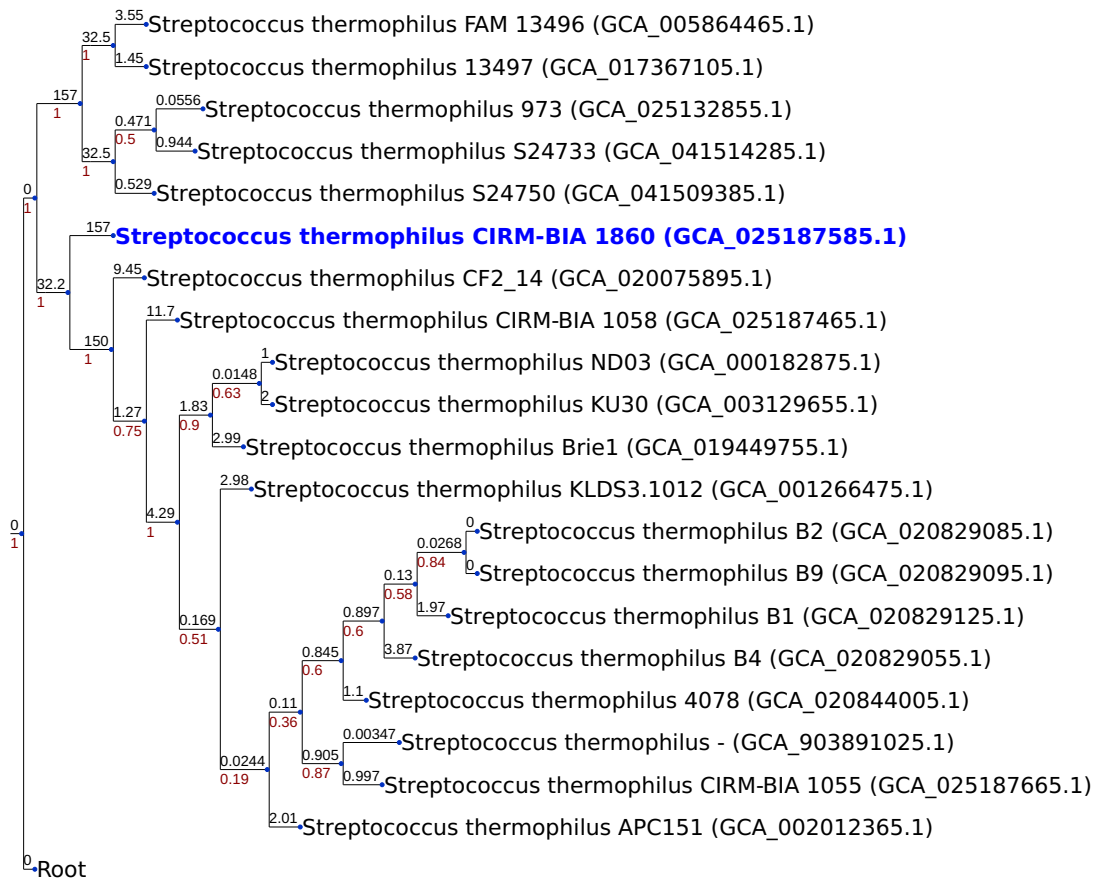 3.55 Streptococcus thermophilus FAM 13496 (GCA_005864465.1)
32.5
1
1.45 Streptococcus thermophilus 13497 (GCA_017367105.1)
157
1
0.0556 Streptococcus thermophilus 973 (GCA_025132855.1)
0.471
0.5
0.944 Streptococcus thermophilus S24733 (GCA_041514285.1)
32.5
1
0.529 Streptococcus thermophilus S24750 (GCA_041509385.1)
0
1
157 Streptococcus thermophilus CIRM-BIA 1860 (GCA_025187585.1)
9.45 Streptococcus thermophilus CF2_14 (GCA_020075895.1)
32.2
1
11.7 Streptococcus thermophilus CIRM-BIA 1058 (GCA_025187465.1)
150
1
1 Streptococcus thermophilus ND03 (GCA_000182875.1)
0.0148
0.63
2 Streptococcus thermophilus KU30 (GCA_003129655.1)
1.83
0.9
1.27
0.75
2.99 Streptococcus thermophilus Brie1 (GCA_019449755.1)
2.98 Streptococcus thermophilus KLDS3.1012 (GCA_001266475.1)
4.29
1
0
1
0 Streptococcus thermophilus B2 (GCA_020829085.1)
0.0268
0.84
0 Streptococcus thermophilus B9 (GCA_020829095.1)
0.13
0.58
1.97 Streptococcus thermophilus B1 (GCA_020829125.1)
0.897
0.6
0.169
0.51
3.87 Streptococcus thermophilus B4 (GCA_020829055.1)
0.845
0.6
1.1 Streptococcus thermophilus 4078 (GCA_020844005.1)
0.11
0.36
0.00347 Streptococcus thermophilus - (GCA_903891025.1)
0.905
0.87
0.0244
0.19
0.997 Streptococcus thermophilus CIRM-BIA 1055 (GCA_025187665.1)
2.01 Streptococcus thermophilus APC151 (GCA_002012365.1)
0 Root